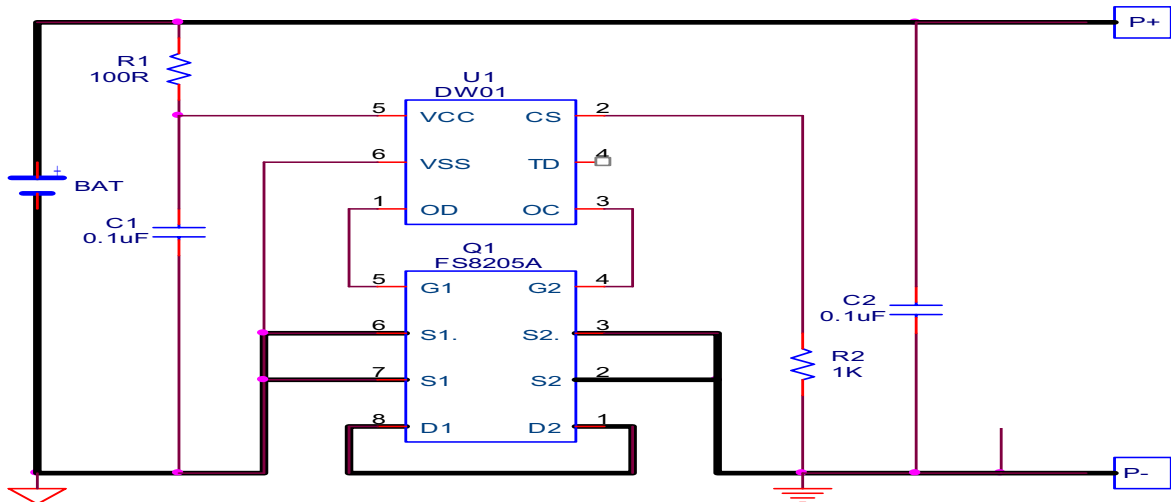 P+
R1
100R
U1
DW01
5 VCC CS 2
6 VSS TD 4
1 OD OC 3
+
BAT
C1
0.1uF
Q1
FS8205A
5 G1 G2 4
6 S1. S2. 3
7 S1 S2 2
8 D1 D2 1
C2
0.1uF
R2
1K
P-